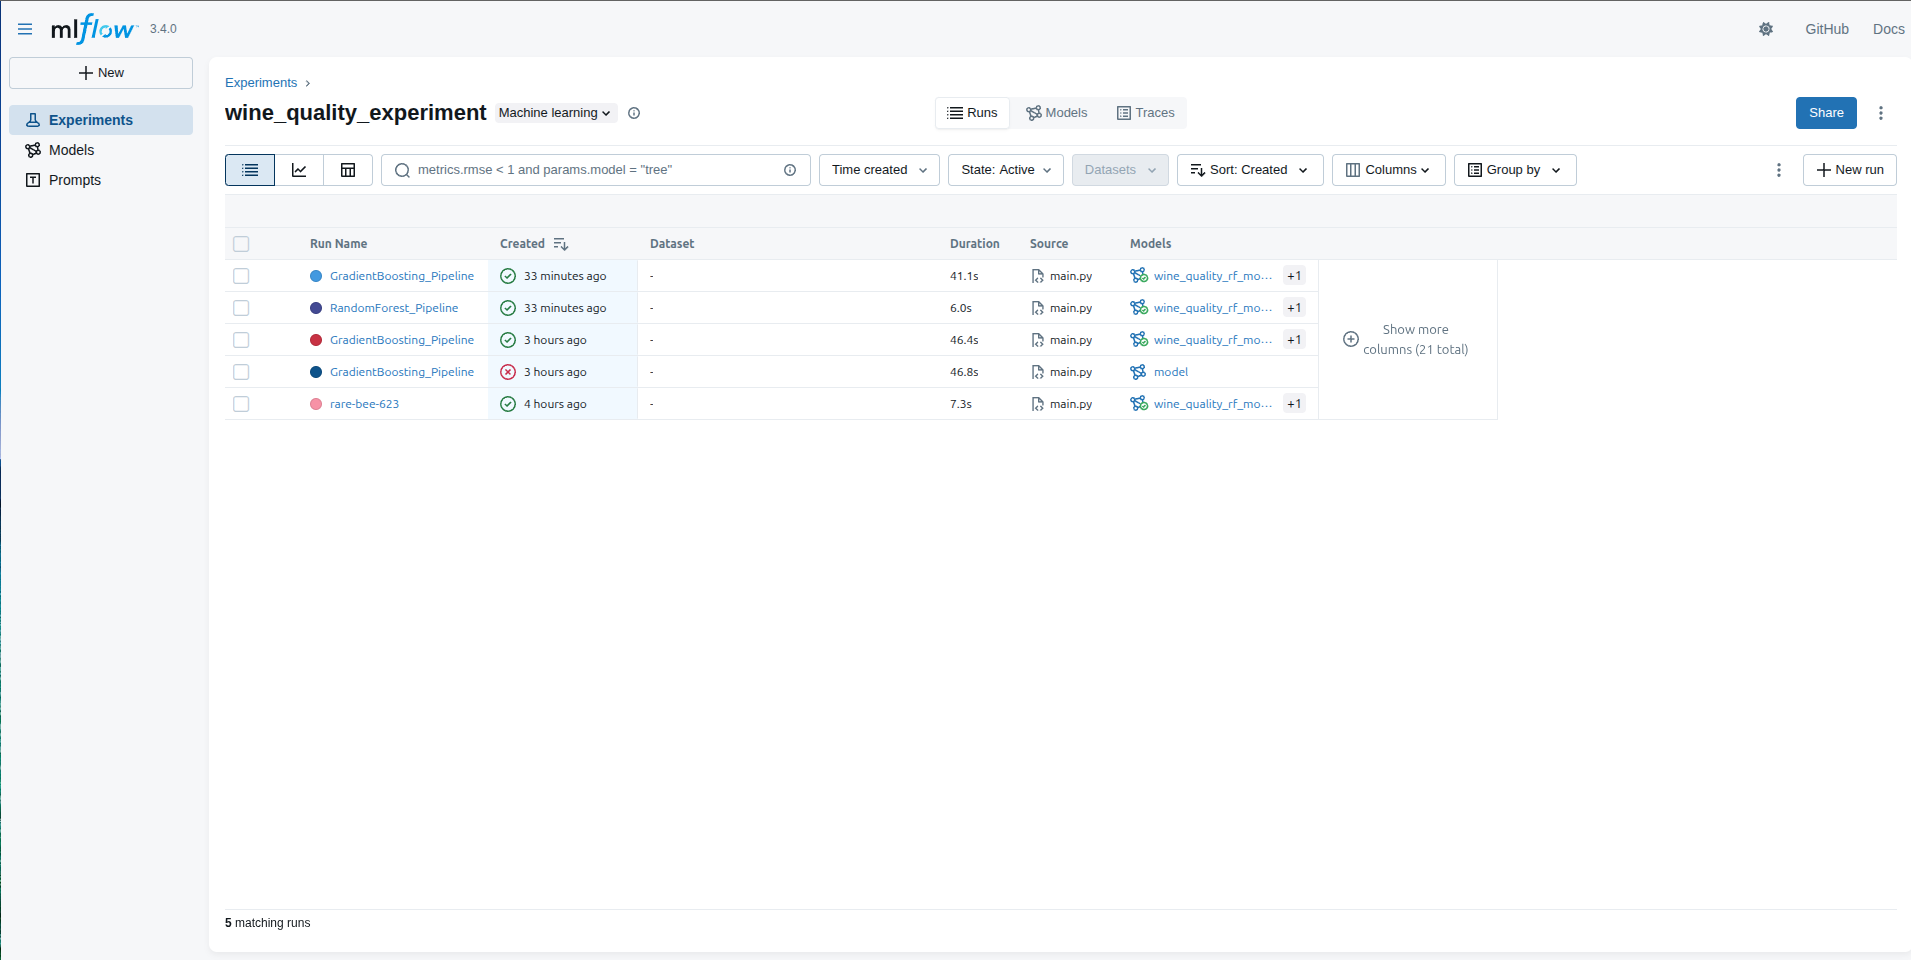 mlflow 3.4.0 GitHub Docs
New
Experiments
Models
Prompts
Experiments ›
wine_quality_experiment Machine learning Runs Models Traces Share
metrics.rmse < 1 and params.model = "tree" Time created State: Active Datasets Sort: Created Columns Group by New run
Run Name Created Dataset Duration Source Models
GradientBoosting_Pipeline 33 minutes ago - 41.1s main.py wine_quality_rf_mo... +1
RandomForest_Pipeline 33 minutes ago - 6.0s main.py wine_quality_rf_mo... +1
GradientBoosting_Pipeline 3 hours ago - 46.4s main.py wine_quality_rf_mo... +1
GradientBoosting_Pipeline 3 hours ago - 46.8s main.py model
rare-bee-623 4 hours ago - 7.3s main.py wine_quality_rf_mo... +1
Show more
columns (21 total)
5 matching runs